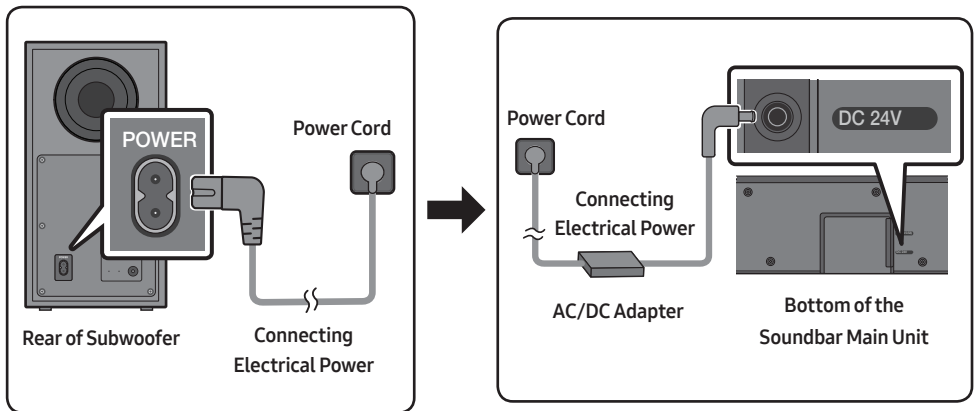 POWER
Power Cord
Rear of Subwoofer
Connecting
Electrical Power
Power Cord
DC 24V
Connecting
Electrical Power
AC/DC Adapter
Bottom of the
Soundbar Main Unit